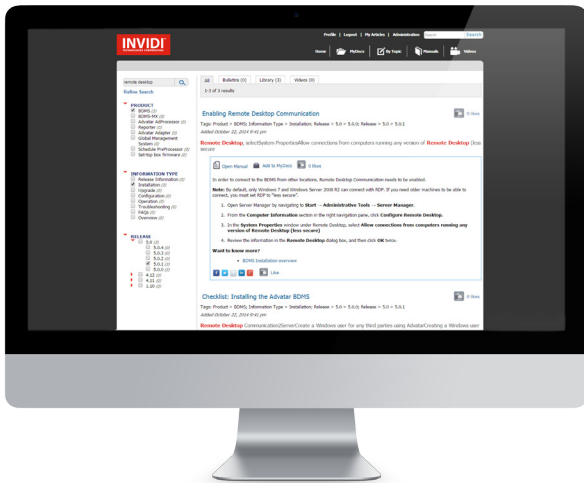 Profile | Logout | My Articles | Administration Search Search
INVIDI
TECHNOLOGIES CORPORATION
Home MyDocs By Topic Manuals Videos
remote desktop
All Bulletins (0) Library (3) Videos (0)
Refine Search
1-3 of 3 results
PRODUCT
BDMS (3)
BDMS-MX (0)
Advatar AdProcessor (0)
Reporter (0)
Advatar Adapter (0)
Global Management
System (0)
Schedule PreProcessor (0)
Set-top box firmware (0)
INFORMATION TYPE
Release Information (0)
Installation (3)
Upgrade (0)
Configuration (0)
Operation (0)
Troubleshooting (0)
FAQs (0)
Overview (0)
RELEASE
5.0 (3)
5.0.4 (0)
5.0.3 (0)
5.0.2 (0)
5.0.1 (3)
5.0.0 (0)
4.12 (0)
4.11 (0)
1.10 (0)
Enabling Remote Desktop Communication
0 likes
Tags: Product > BDMS; Information Type > Installation; Release > 5.0 > 5.0.0; Release > 5.0 > 5.0.1
Added October 22, 2014 9:41 pm
Remote Desktop, selectSystem PropertiesAllow connections from computers running any version of Remote Desktop (less
secure
Open Manual Add to MyDocs 0 likes
In order to connect to the BDMS from other locations, Remote Desktop Communication needs to be enabled.
Note: By default, only Windows 7 and Windows Server 2008 R2 can connect with RDP. If you need older machines to be able to
connect, you must set RDP to "less secure".
1. Open Server Manager by navigating to Start → Administrative Tools → Server Manager.
2. From the Computer Information section in the right navigation pane, click Configure Remote Desktop.
3. In the System Properties window under Remote Desktop, select Allow connections from computers running any
version of Remote Desktop (less secure)
4. Review the information in the Remote Desktop dialog box, and then click OK twice.
Want to know more?
• BDMS Installation overview
Like
Checklist: Installing the Advatar BDMS
0 likes
Tags: Product > BDMS; Information Type > Installation; Release > 5.0 > 5.0.0; Release > 5.0 > 5.0.1
Added October 22, 2014 9:41 pm
Remote Desktop Communication2ServerCreate a Windows user for any third parties using AdvatarCreating a Windows user